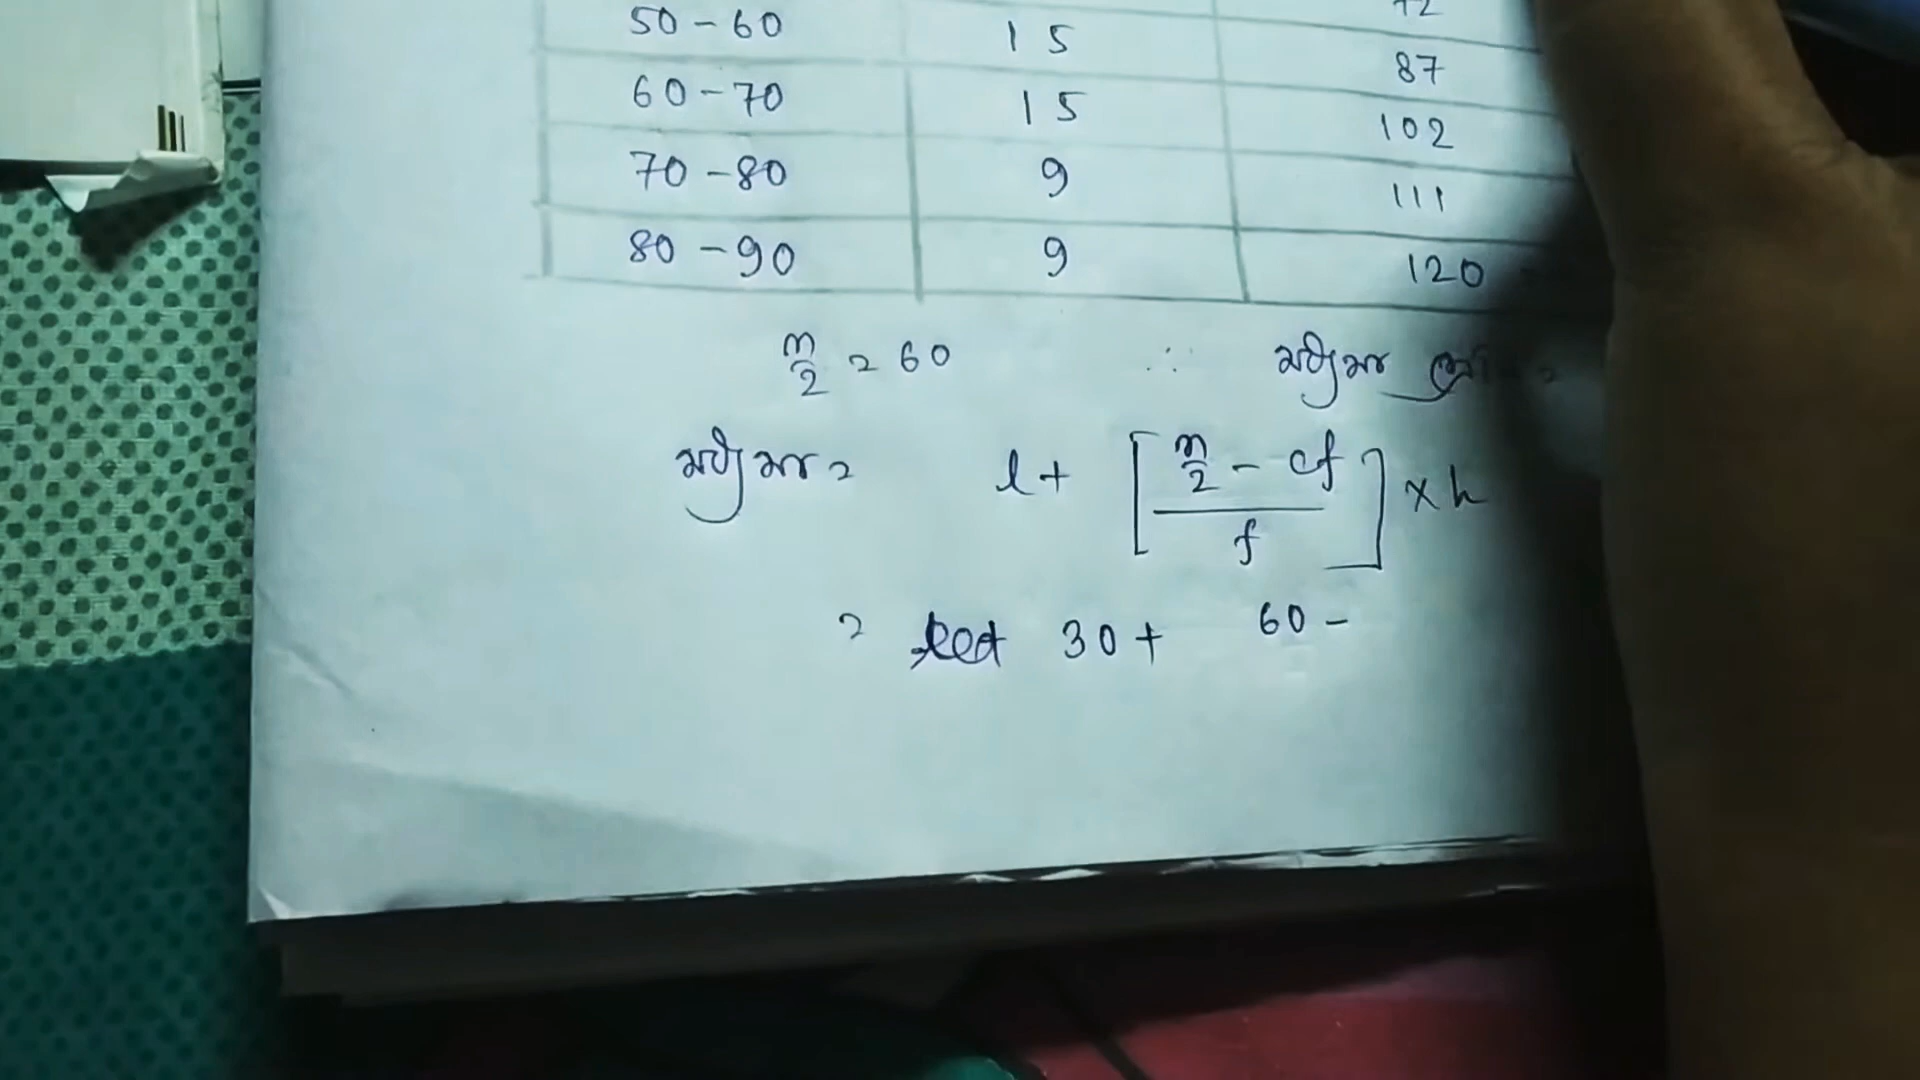 50-60 15 72
60-70 15 87
70-80 9 102
80-90 9 111
120
n/2 = 60 ∴ মধ্যমা
মধ্যমা = l + [(n/2 - cf)/f] × h
= 30 + 60 -